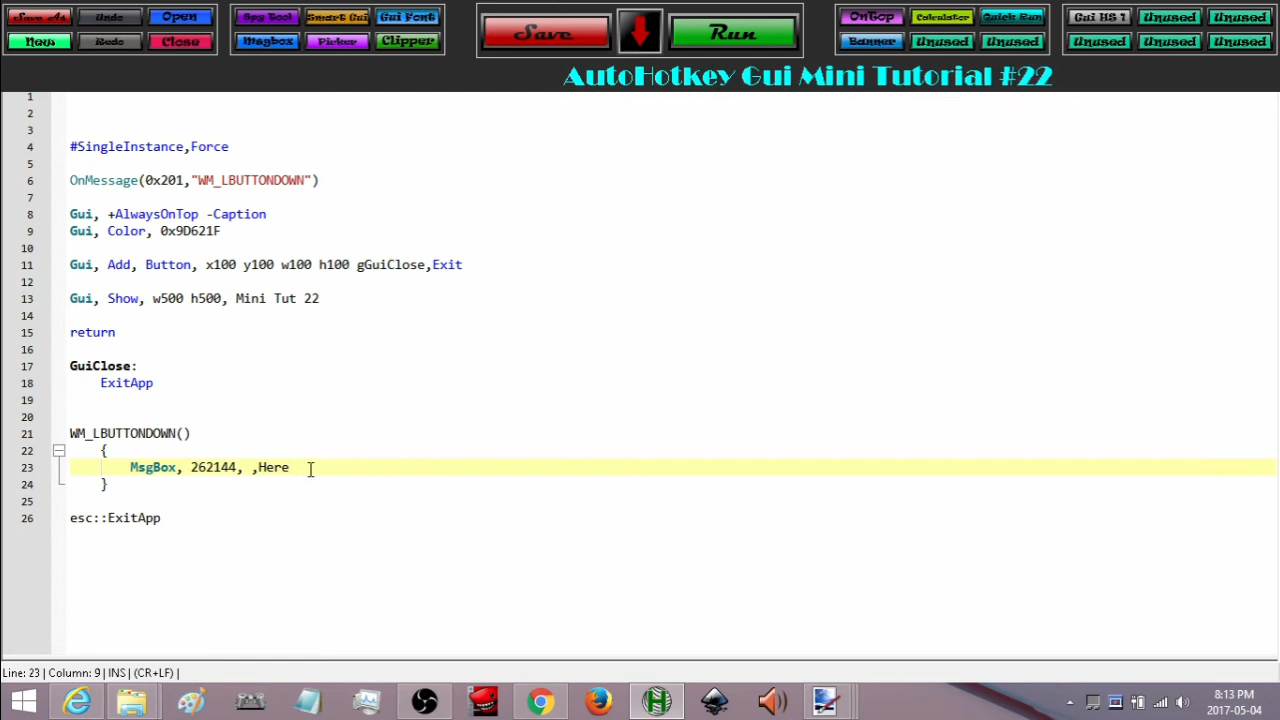 Save As Undo Open Spy Tool Smart Gui Gui Font Save Run OnTop Calculator Quick Run Gui HS 1 Unused Unused
New Redo Close Msgbox Picker Clipper Banner Unused Unused Unused Unused Unused
AutoHotkey Gui Mini Tutorial #22
1
2
3
4 #SingleInstance,Force
5
6 OnMessage(0x201,"WM_LBUTTONDOWN")
7
8 Gui, +AlwaysOnTop -Caption
9 Gui, Color, 0x9D621F
10
11 Gui, Add, Button, x100 y100 w100 h100 gGuiClose,Exit
12
13 Gui, Show, w500 h500, Mini Tut 22
14
15 return
16
17 GuiClose:
18 ExitApp
19
20
21 WM_LBUTTONDOWN()
22 {
23 MsgBox, 262144, ,Here
24 }
25
26 esc::ExitApp
Line: 23 | Column: 9 | INS | (CR+LF) |
8:13 PM
2017-05-04